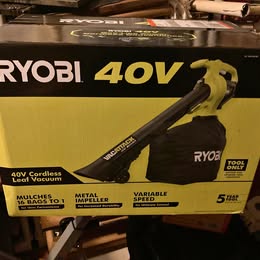 RYOBI 40V
VACATTACK
RYOBI
40V Cordless
Leaf Vacuum
TOOL
ONLY
MULCHES
16 BAGS TO 1
METAL
IMPELLER
VARIABLE
SPEED
5 YEAR